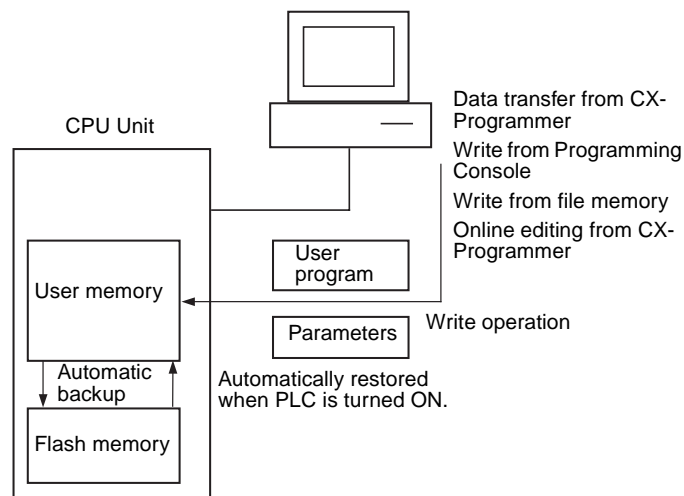 CPU Unit
Data transfer from CX-
Programmer
Write from Programming
Console
Write from file memory
Online editing from CX-
Programmer
User
program
User memory
Write operation
Parameters
Automatic
backup
Automatically restored
when PLC is turned ON.
Flash memory